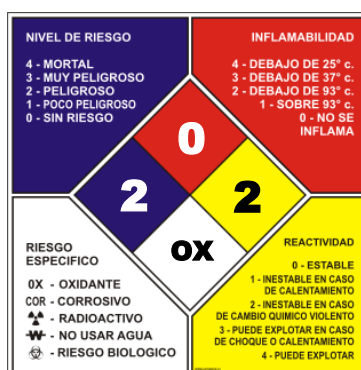 NIVEL DE RIESGO
4 - MORTAL
3 - MUY PELIGROSO
2 - PELIGROSO
1 - POCO PELIGROSO
0 - SIN RIESGO
INFLAMABILIDAD
4 - DEBAJO DE 25° c.
3 - DEBAJO DE 37° c.
2 - DEBAJO DE 93° c.
1 - SOBRE 93° c.
0 - NO SE
INFLAMA
0
2
2
OX
RIESGO
ESPECIFICO
OX - OXIDANTE
COR - CORROSIVO
- RADIOACTIVO
W - NO USAR AGUA
- RIESGO BIOLOGICO
REACTIVIDAD
0 - ESTABLE
1 - INESTABLE EN CASO
DE CALENTAMIENTO
2 - INESTABLE EN CASO
DE CAMBIO QUIMICO VIOLENTO
3 - PUEDE EXPLOTAR EN CASO
DE CHOQUE O CALENTAMIENTO
4 - PUEDE EXPLOTAR